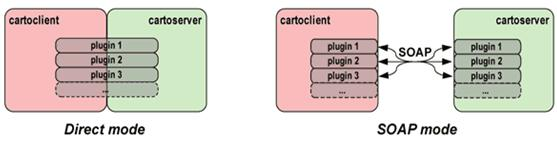 cartoclient cartoserver
plugin 1
plugin 2
plugin 3
...
Direct mode
cartoclient cartoserver
SOAP
plugin 1 plugin 1
plugin 2 plugin 2
plugin 3 plugin 3
... ...
SOAP mode